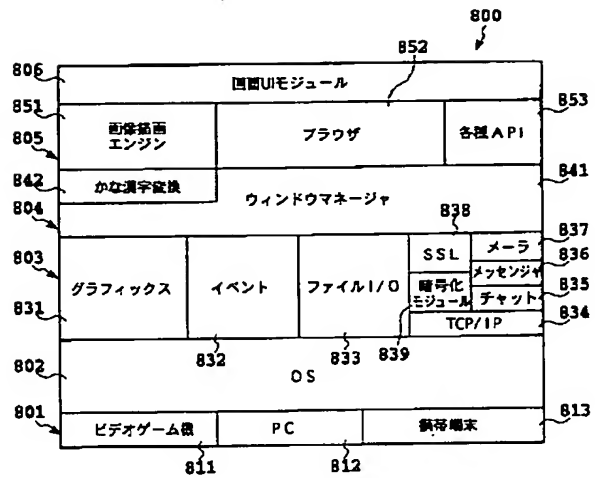 800
852
806
画面UIモジュール
851
853
画像描画
エンジン
ブラウザ
各種API
805
842
かな漢字変換
841
ウィンドウマネージャ
804
838
837
803
SSL
メーラ
836
メッセンジャ
グラフィックス
イベント
ファイルI/O
暗号化
モジュール
835
チャット
831
TCP/IP
834
832
833
839
802
OS
801
813
ビデオゲーム機
PC
携帯端末
811
812